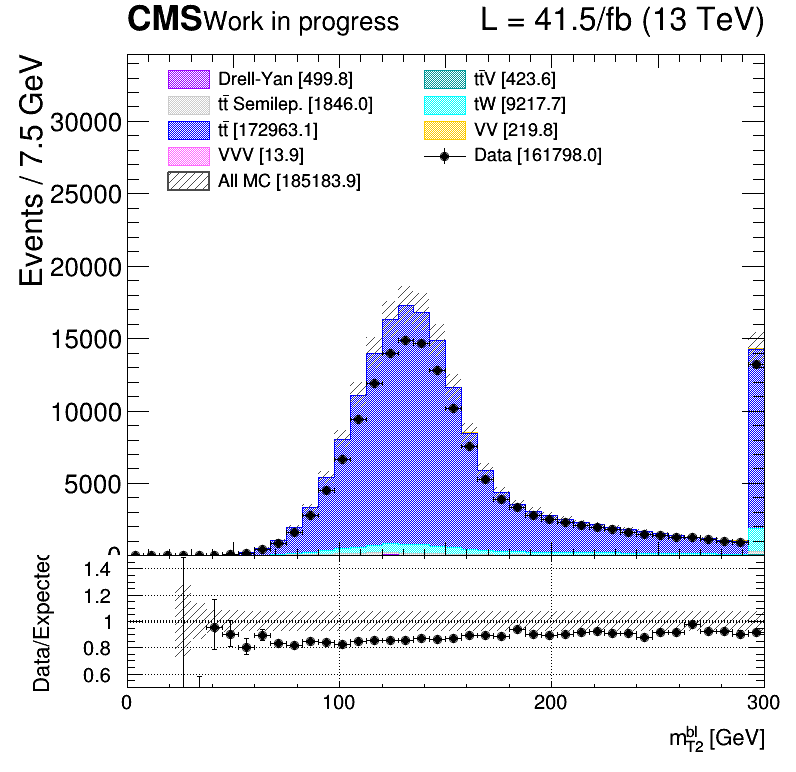 CMS Work in progress L = 41.5/fb (13 TeV)
Events / 7.5 GeV
Drell-Yan [499.8] tt̄V [423.6]
tt̄ Semilep. [1846.0] tW [9217.7]
tt̄ [172963.1] VV [219.8]
VVV [13.9] Data [161798.0]
All MC [185183.9]
30000
25000
20000
15000
10000
5000
0
Data/Expected
1.4
1.2
1
0.8
0.6
0 100 200 300
m_{T2}^{bl} [GeV]